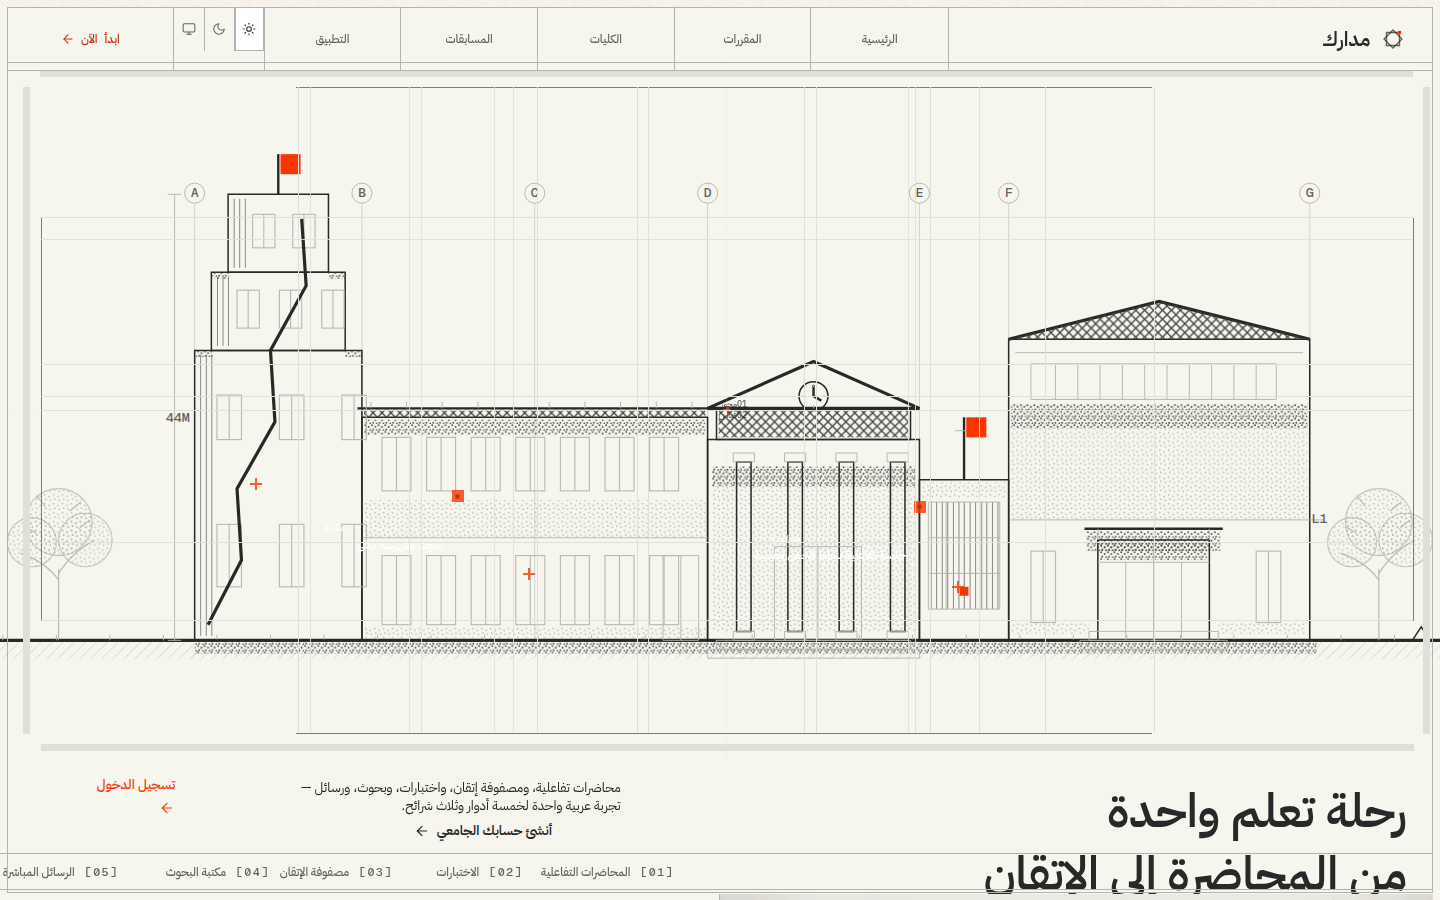 مدارك
الرئيسية
المقررات
الكليات
المسابقات
التطبيق
ابدأ الآن ←
A
B
C
D
E
F
G
44M
L1
رحلة تعلم واحدة
من المحاضرة إلى الإتقان
محاضرات تفاعلية، ومصفوفة إتقان، واختبارات، وبحوث، ورسائل —
تجربة عربية واحدة لخمسة أدوار وثلاث شرائح.
أنشئ حسابك الجامعي ←
تسجيل الدخول
←
[01] المحاضرات التفاعلية
[02] الاختبارات
[03] مصفوفة الإتقان
[04] مكتبة البحوث
[05] الرسائل المباشرة